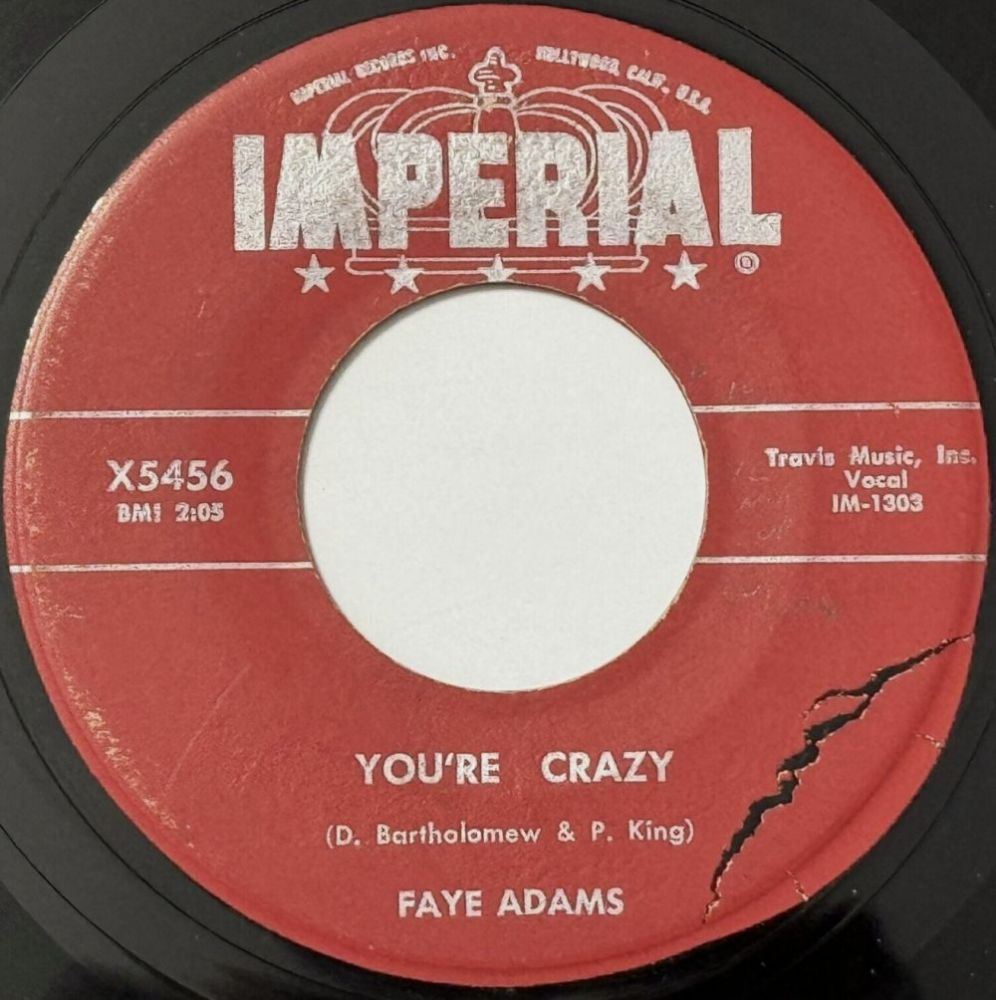 IMPERIAL RECORDS INC. HOLLYWOOD, CALIF., U.S.A.
IMPERIAL
®
X5456
BMI 2:05
Travis Music, Inc.
Vocal
IM-1303
YOU'RE CRAZY
(D. Bartholomew & P. King)
FAYE ADAMS